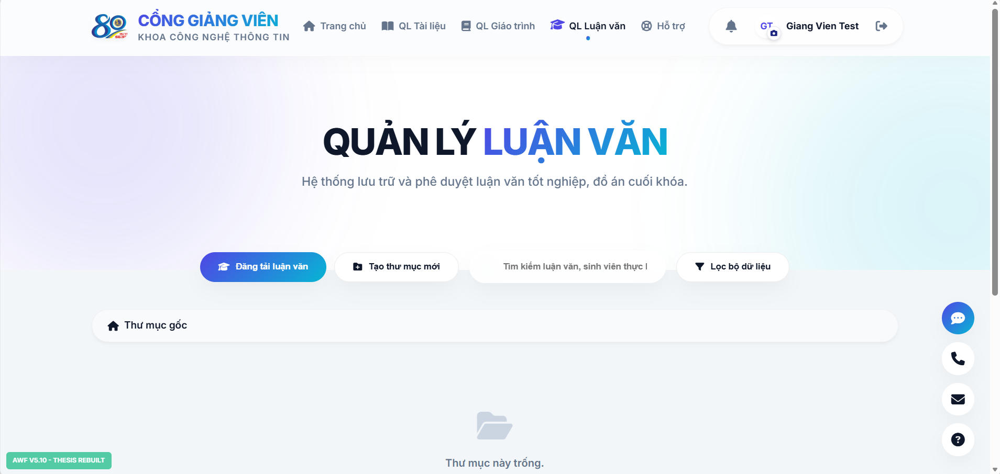 CỔNG GIẢNG VIÊN
KHOA CÔNG NGHỆ THÔNG TIN
Trang chủ
QL Tài liệu
QL Giáo trình
QL Luận văn
Hỗ trợ
GT
Giang Vien Test
QUẢN LÝ LUẬN VĂN
Hệ thống lưu trữ và phê duyệt luận văn tốt nghiệp, đồ án cuối khóa.
Đăng tải luận văn
Tạo thư mục mới
Tìm kiếm luận văn, sinh viên thực
Lọc bộ dữ liệu
Thư mục gốc
Thư mục này trống.
AWF V5.10 - THESIS REBUILT